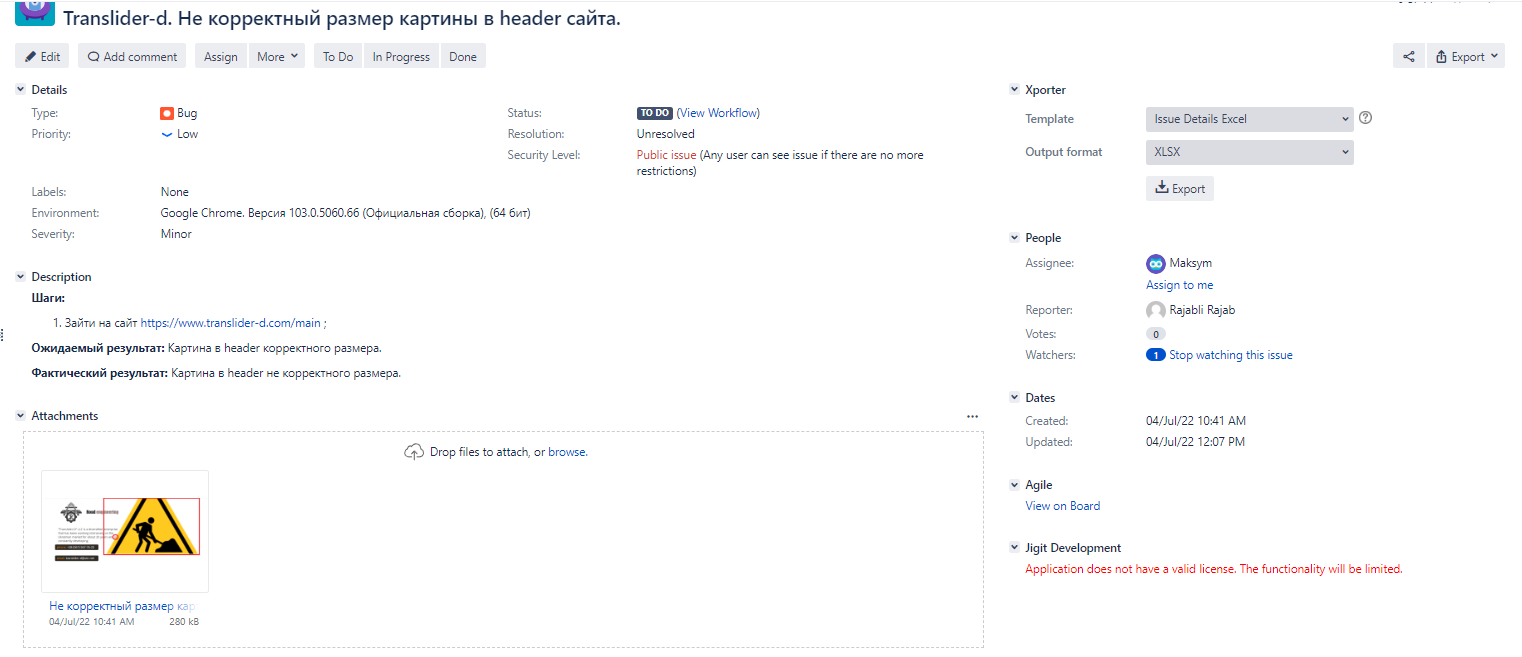 Translider-d. Не корректный размер картины в header сайта.
Edit Add comment Assign More To Do In Progress Done Export
Details
Type: Bug Status: TO DO (View Workflow)
Priority: Low Resolution: Unresolved
Security Level: Public issue (Any user can see issue if there are no more
restrictions)
Labels: None
Environment: Google Chrome. Версия 103.0.5060.66 (Официальная сборка), (64 бит)
Severity: Minor
Description
Шаги:
1. Зайти на сайт https://www.translider-d.com/main ;
Ожидаемый результат: Картина в header корректного размера.
Фактический результат: Картина в header не корректного размера.
Attachments
Drop files to attach, or browse.
Не корректный размер кар
04/Jul/22 10:41 AM 280 kB
Xporter
Template Issue Details Excel
Output format XLSX
Export
People
Assignee: Maksym
Assign to me
Reporter: Rajabli Rajab
Votes: 0
Watchers: 1 Stop watching this issue
Dates
Created: 04/Jul/22 10:41 AM
Updated: 04/Jul/22 12:07 PM
Agile
View on Board
Jigit Development
Application does not have a valid license. The functionality will be limited.